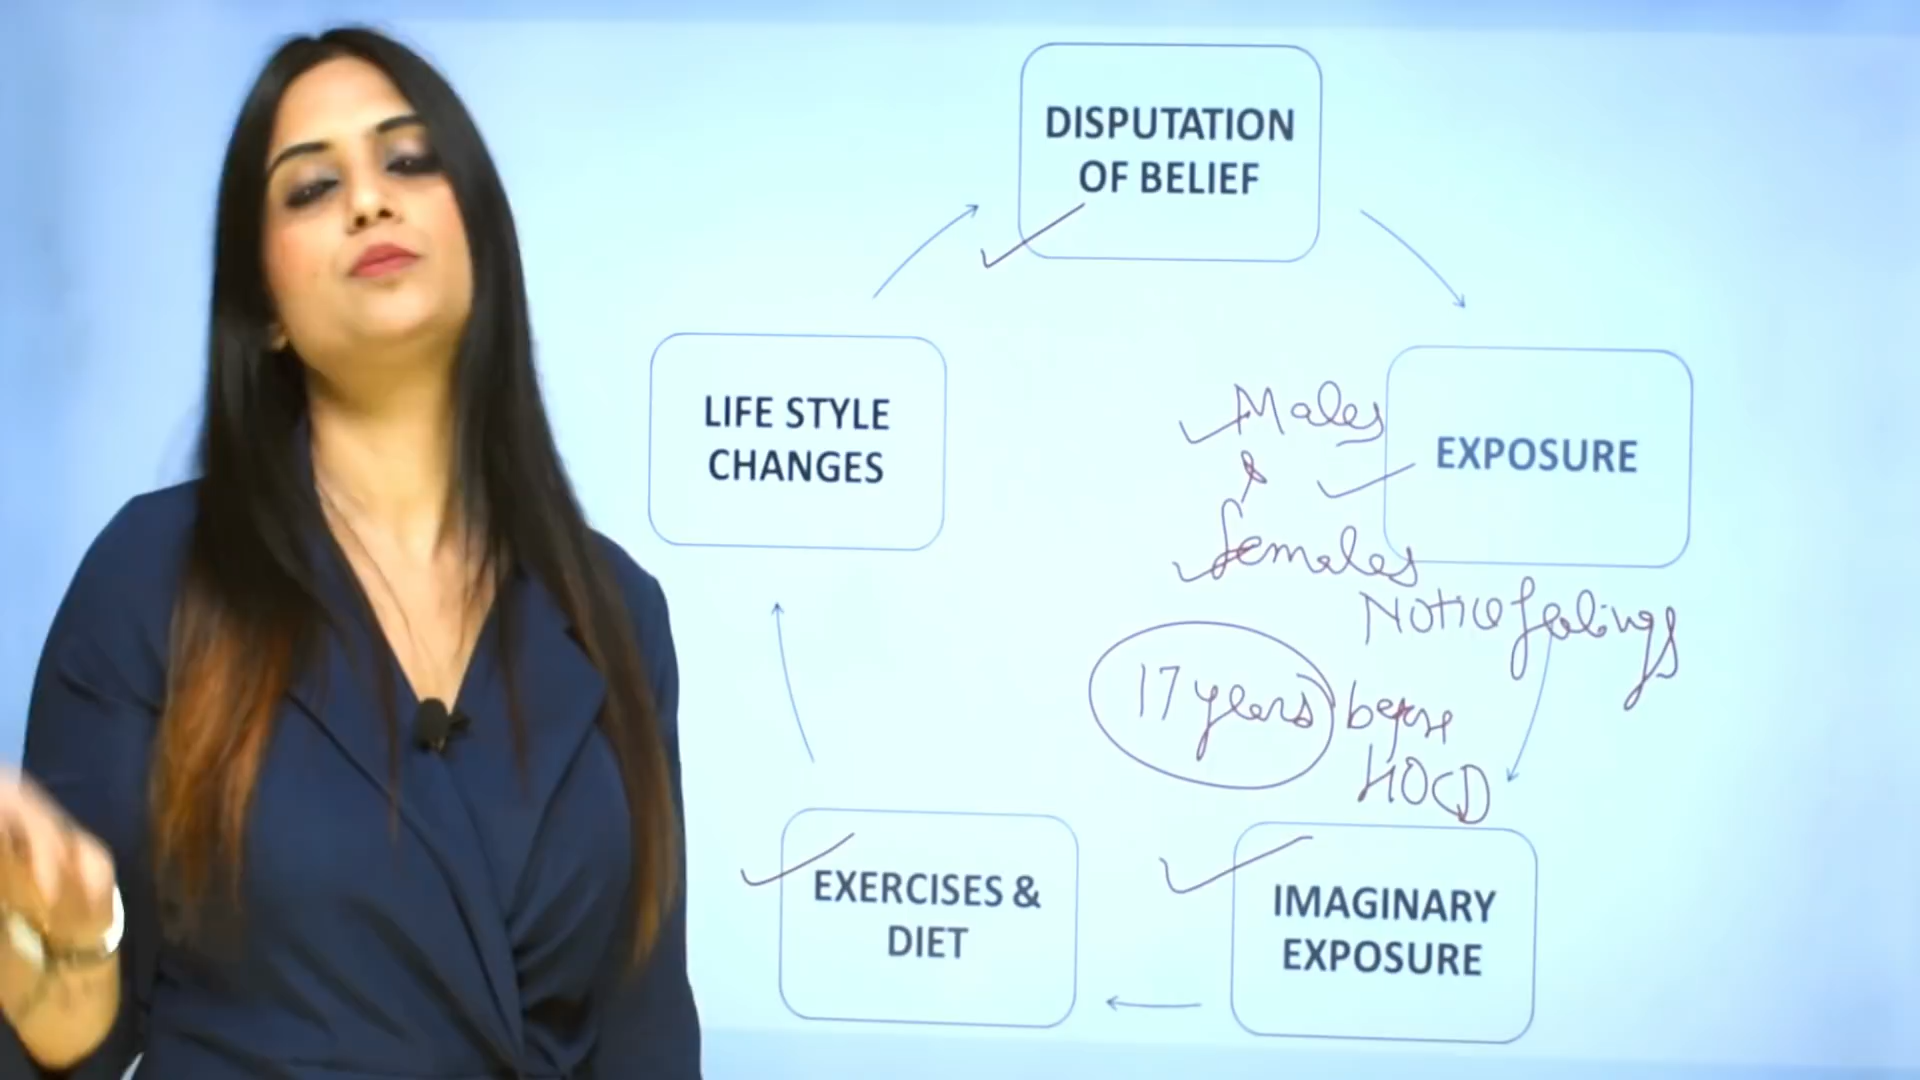 DISPUTATION
OF BELIEF
EXPOSURE
Males
&
females
Notice feelings
17 years before
HOCD
IMAGINARY
EXPOSURE
EXERCISES &
DIET
LIFE STYLE
CHANGES